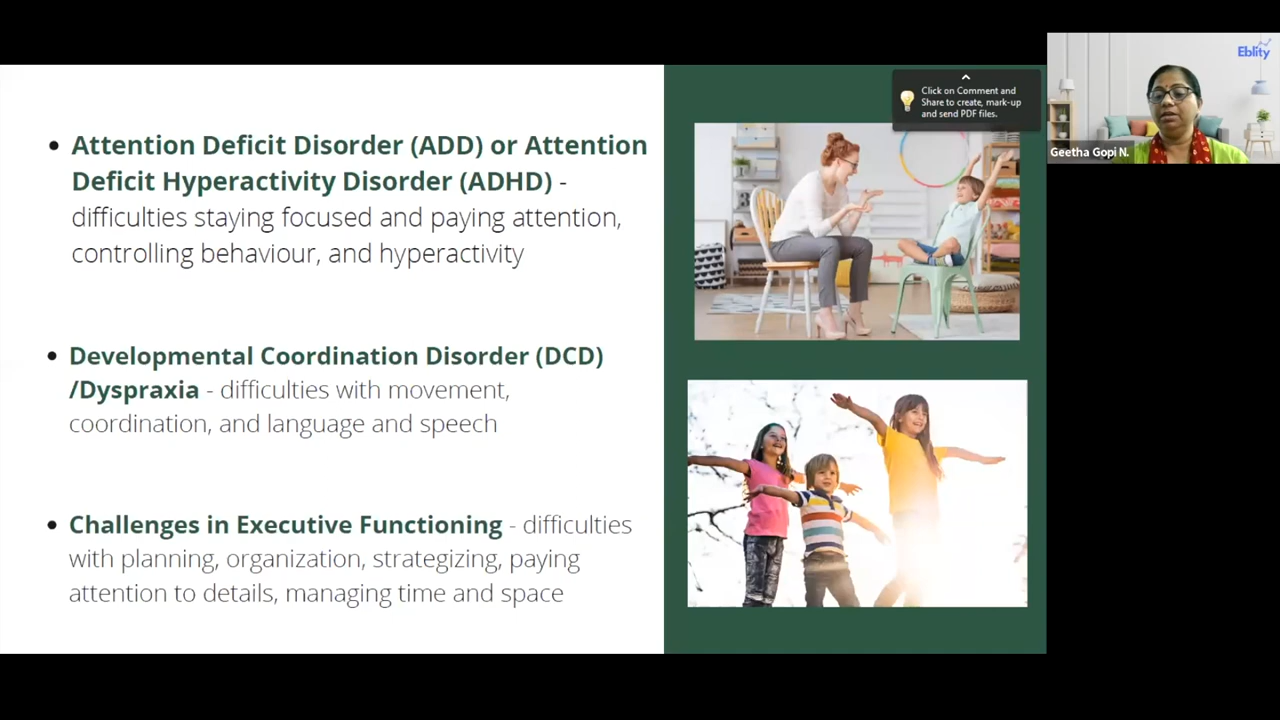 Attention Deficit Disorder (ADD) or Attention
Deficit Hyperactivity Disorder (ADHD) -
difficulties staying focused and paying attention,
controlling behaviour, and hyperactivity
Developmental Coordination Disorder (DCD)
/Dyspraxia - difficulties with movement,
coordination, and language and speech
Challenges in Executive Functioning - difficulties
with planning, organization, strategizing, paying
attention to details, managing time and space
Click on Comment and
Share to create, mark-up
and send PDF files.
Eblity
Geetha Gopi N.